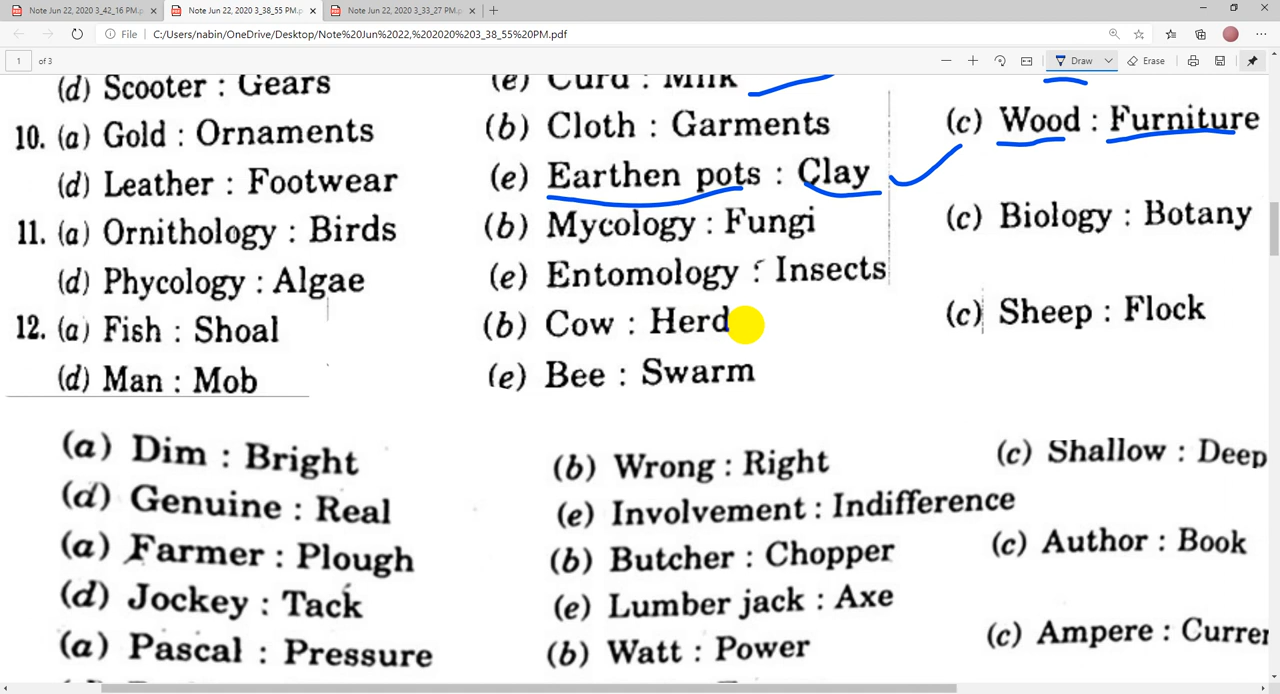 Note Jun 22, 2020 3_42_16 PM.p
Note Jun 22, 2020 3_38_55 PM.p
Note Jun 22, 2020 3_33_27 PM.pc
File C:/Users/nabin/OneDrive/Desktop/Note%20Jun%2022,%202020%203_38_55%20PM.pdf
1 of 3 Draw Erase
(d) Scooter : Gears (e) Curd : Milk
10. (a) Gold : Ornaments (b) Cloth : Garments (c) Wood : Furniture
(d) Leather : Footwear (e) Earthen pots : Clay
11. (a) Ornithology : Birds (b) Mycology : Fungi (c) Biology : Botany
(d) Phycology : Algae (e) Entomology : Insects
12. (a) Fish : Shoal (b) Cow : Herd (c) Sheep : Flock
(d) Man : Mob (e) Bee : Swarm
(a) Dim : Bright (b) Wrong : Right (c) Shallow : Deep
(d) Genuine : Real (e) Involvement : Indifference
(a) Farmer : Plough (b) Butcher : Chopper (c) Author : Book
(d) Jockey : Tack (e) Lumber jack : Axe
(a) Pascal : Pressure (b) Watt : Power (c) Ampere : Curre